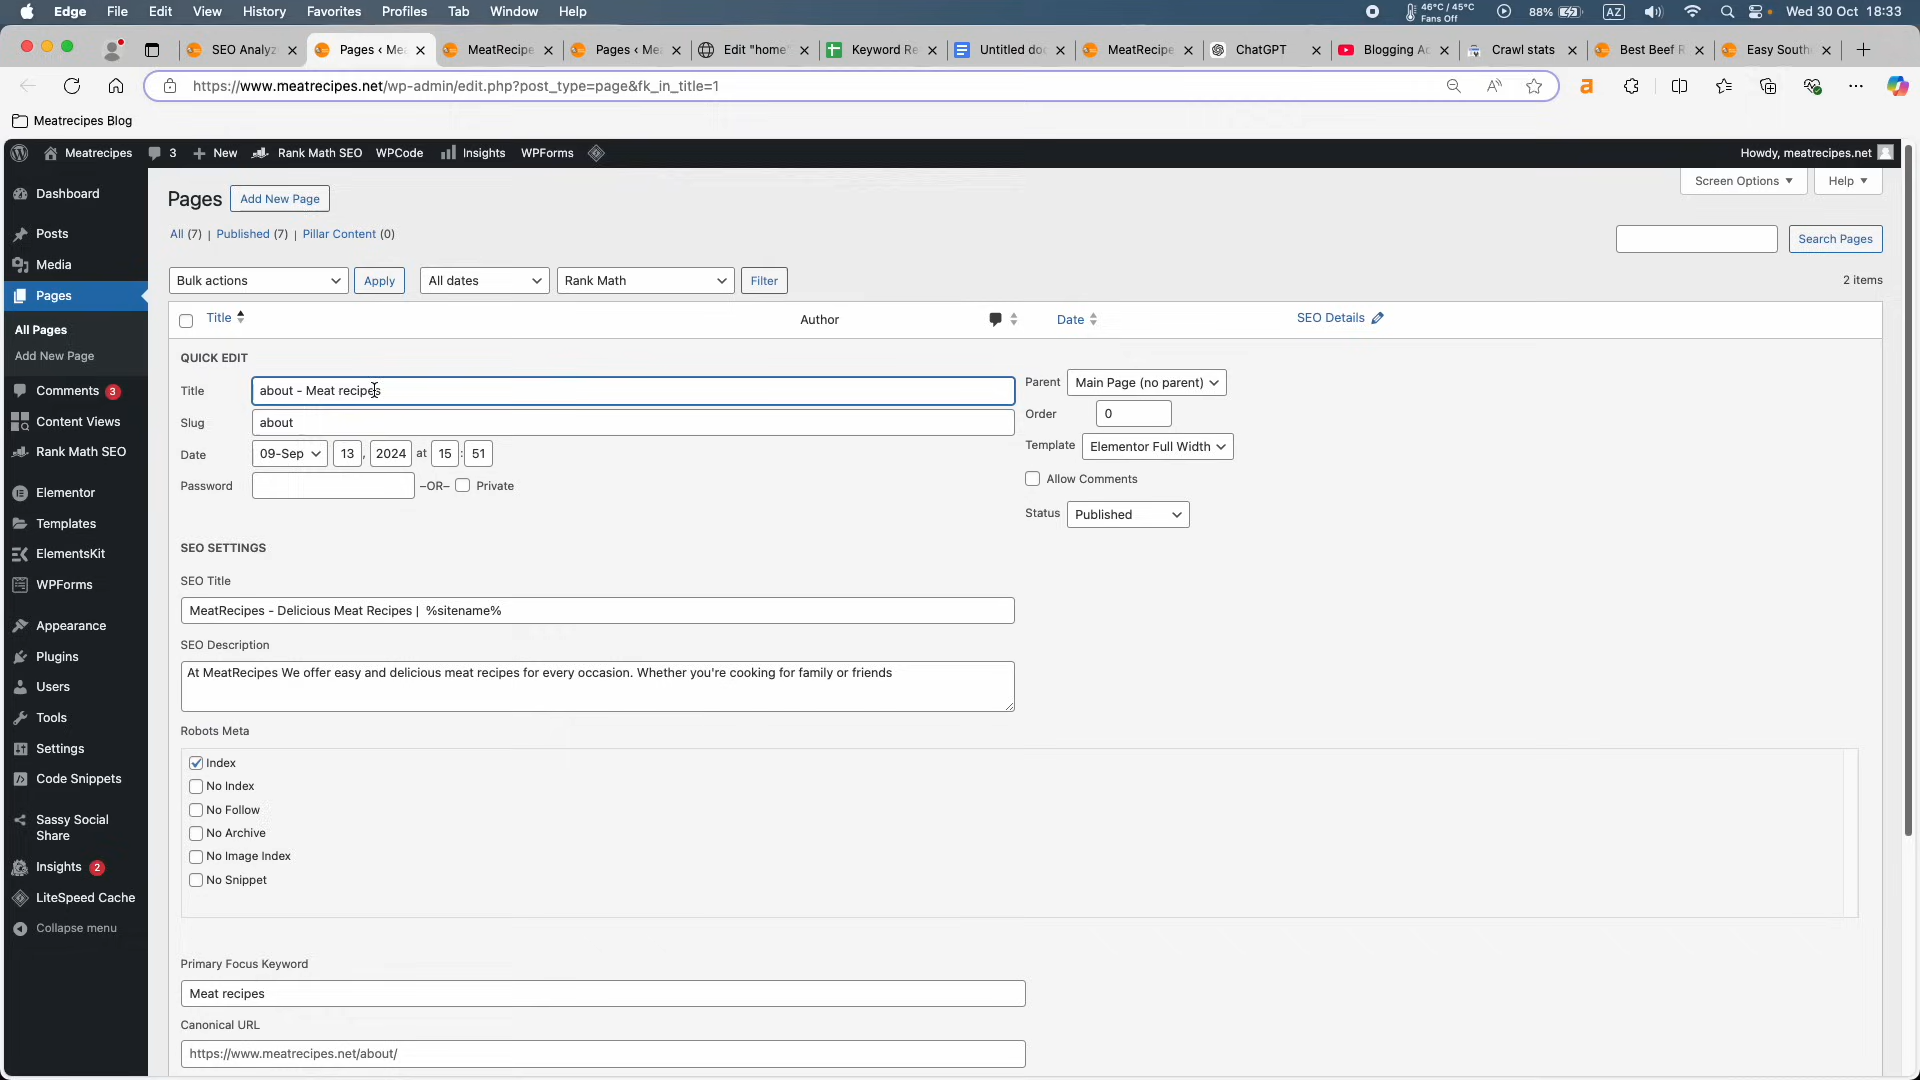 Edge File Edit View History Favorites Profiles Tab Window Help 46°C / 45°C Fans Off 88% AZ Wed 30 Oct 18:33
SEO Analyz Pages < Me MeatRecipe Pages < Me Edit "home" Keyword Re Untitled do MeatRecipe ChatGPT Blogging A Crawl stats Best Beef R Easy South
https://www.meatrecipes.net/wp-admin/edit.php?post_type=page&fk_in_title=1
Meatrecipes Blog
Meatrecipes 3 New Rank Math SEO WPCode Insights WPForms Howdy, meatrecipes.net
Screen Options Help
Dashboard
Posts
Media
Pages
All Pages
Add New Page
Comments 3
Content Views
Rank Math SEO
Elementor
Templates
ElementsKit
WPForms
Appearance
Plugins
Users
Tools
Settings
Code Snippets
Sassy Social
Share
Insights 2
LiteSpeed Cache
Collapse menu
Pages Add New Page
All (7) | Published (7) | Pillar Content (0)
Search Pages
Bulk actions Apply All dates Rank Math Filter 2 items
Title Author Date SEO Details
QUICK EDIT
Title about - Meat recipes
Slug about
Date 09-Sep 13 , 2024 at 15 : 51
Password –OR– Private
Parent Main Page (no parent)
Order 0
Template Elementor Full Width
Allow Comments
Status Published
SEO SETTINGS
SEO Title
MeatRecipes - Delicious Meat Recipes | %sitename%
SEO Description
At MeatRecipes We offer easy and delicious meat recipes for every occasion. Whether you're cooking for family or friends
Robots Meta
Index
No Index
No Follow
No Archive
No Image Index
No Snippet
Primary Focus Keyword
Meat recipes
Canonical URL
https://www.meatrecipes.net/about/